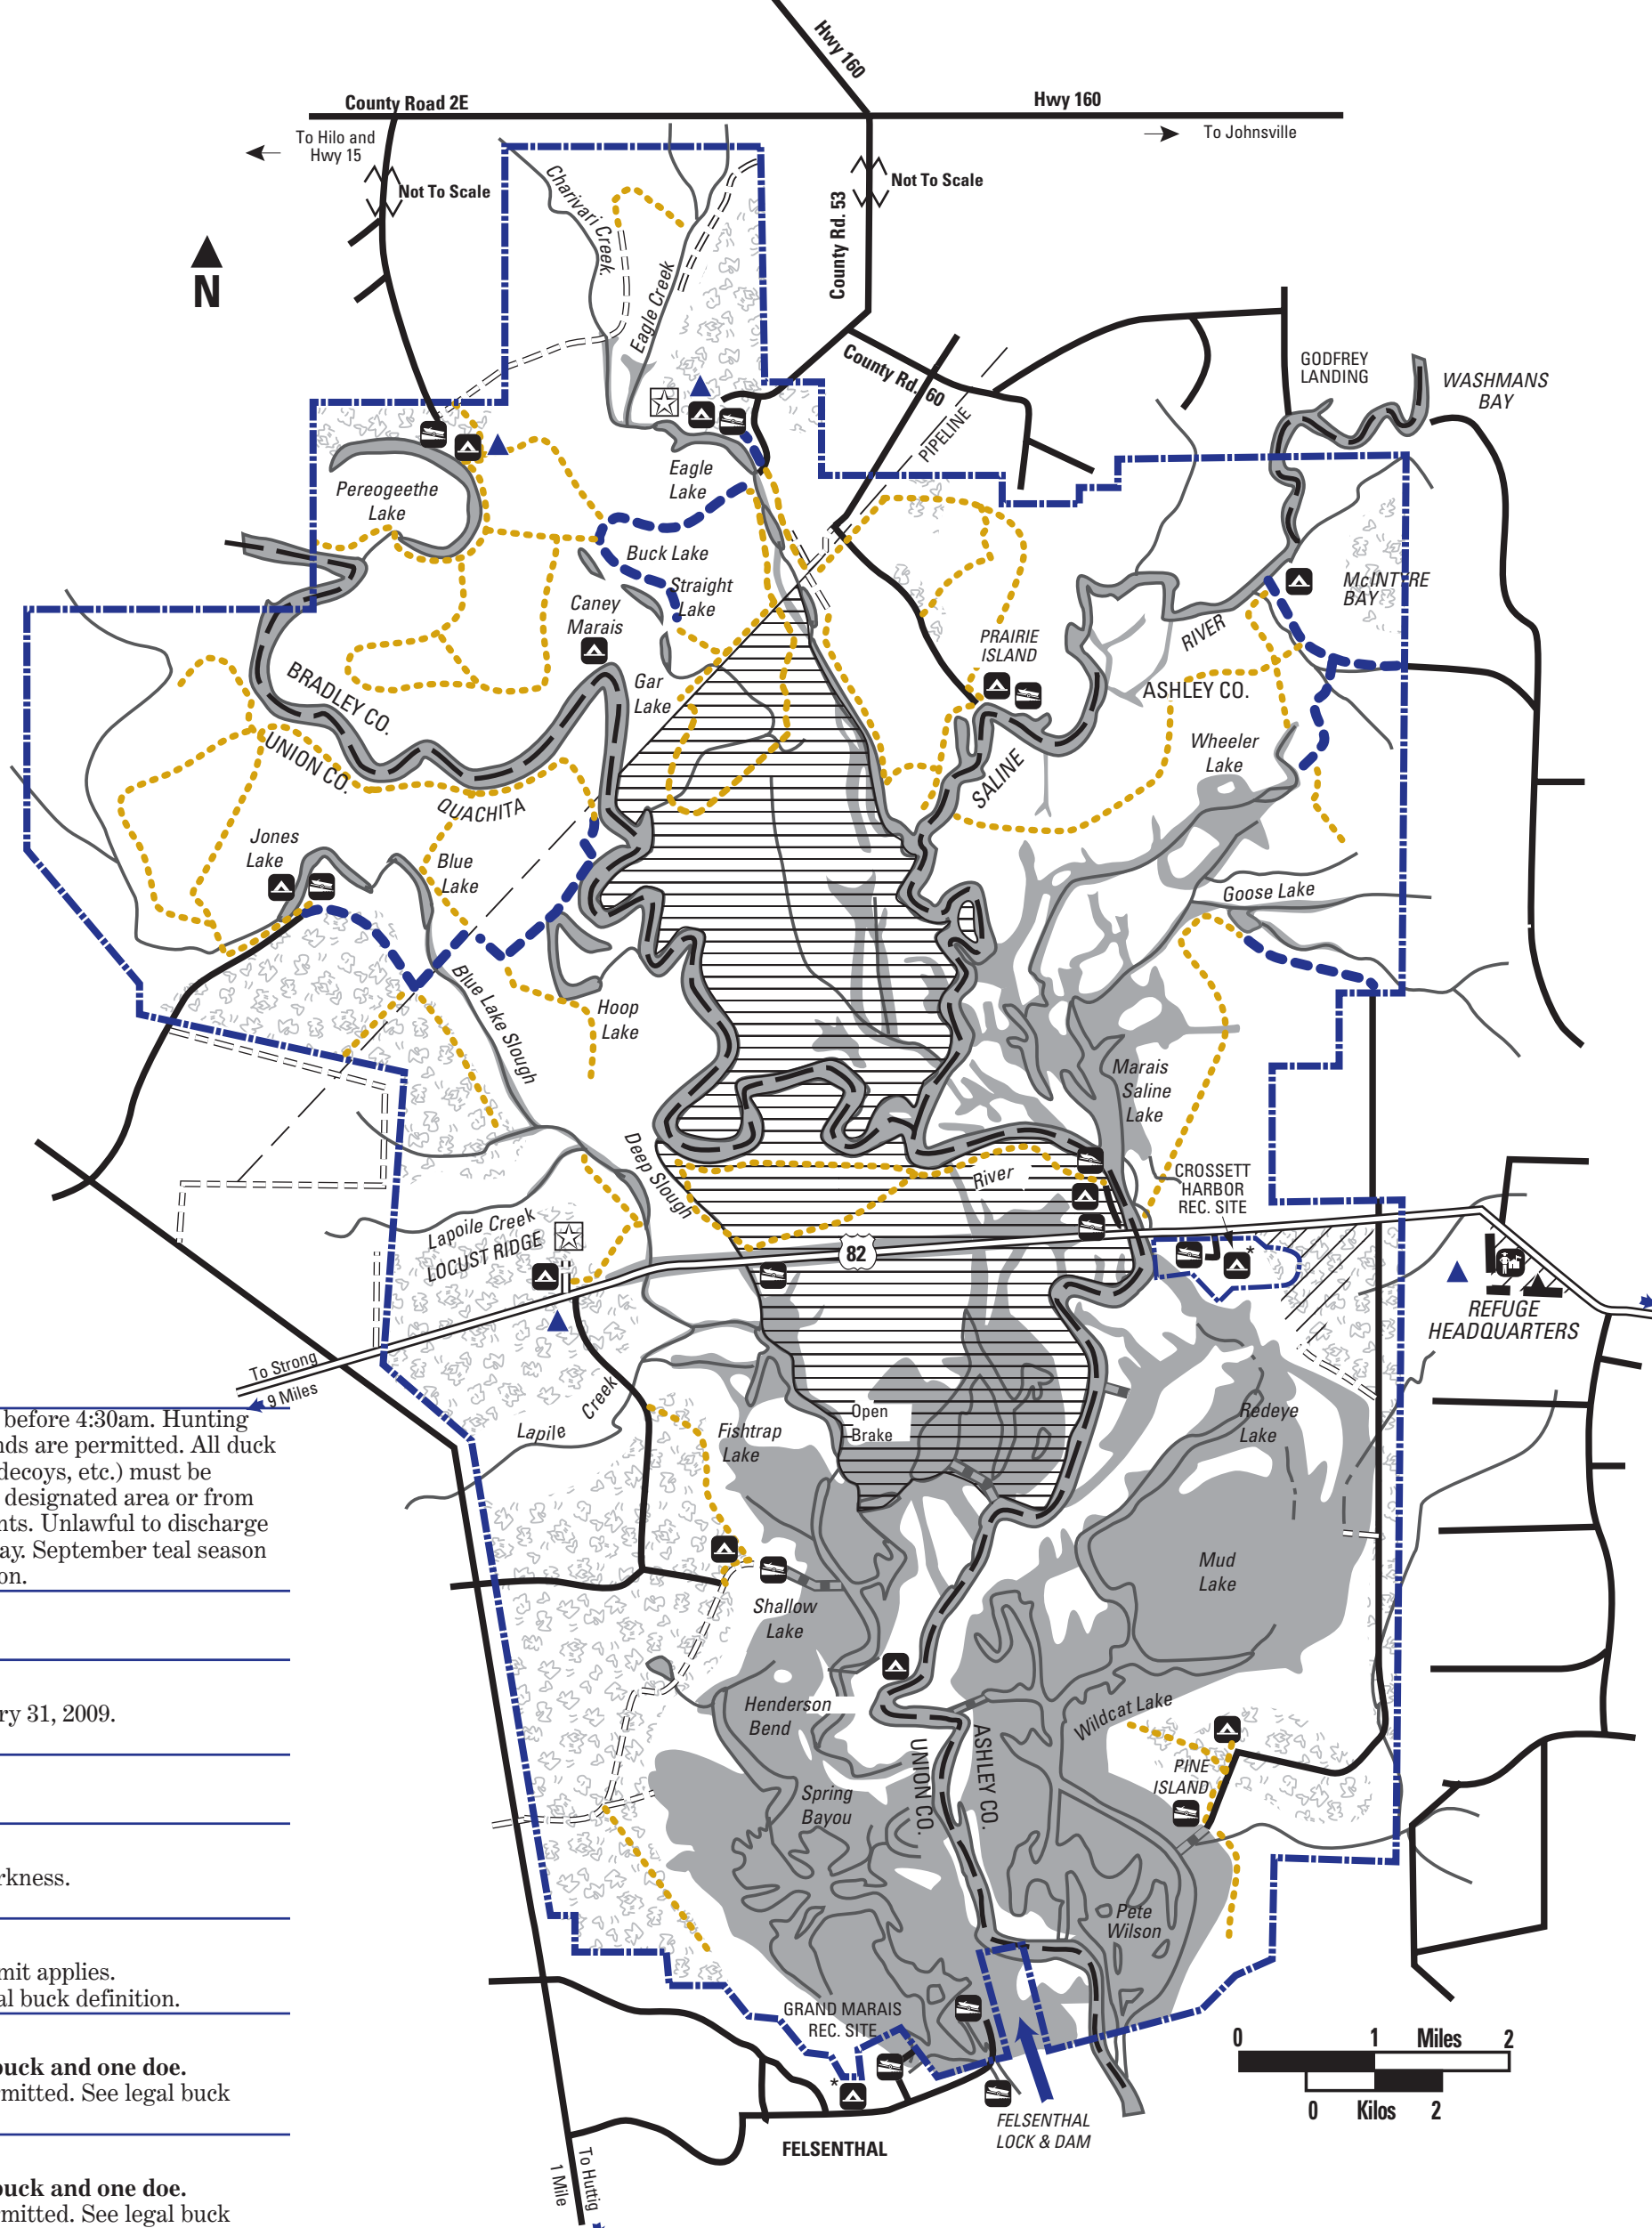 Hwy 160
County Road 2E
Hwy 160
To Hilo and
Hwy 15
To Johnsville
Not To Scale
Not To Scale
County Rd. 53
Charivari Creek.
Eagle Creek
N
County Rd. 60
PIPELINE
GODFREY
LANDING
WASHMANS
BAY
Eagle
Lake
Pereogeethe
Lake
Buck Lake
Straight
Lake
Caney
Marais
McINTYRE
BAY
PRAIRIE
ISLAND
RIVER
ASHLEY CO.
BRADLEY CO.
Gar
Lake
UNION CO.
Wheeler
Lake
SALINE
QUACHITA
Jones
Lake
Blue
Lake
Goose Lake
Blue Lake Slough
Hoop
Lake
Marais
Saline
Lake
Deep Slough
River
CROSSETT
HARBOR
REC. SITE
*
Lapoile Creek
LOCUST RIDGE
82
REFUGE
HEADQUARTERS
To Strong
9 Miles
Lapile
Creek
Fishtrap
Lake
Open
Brake
Redeye
Lake
before 4:30am. Hunting
nds are permitted. All duck
decoys, etc.) must be
designated area or from
nts. Unlawful to discharge
ay. September teal season
on.
Mud
Lake
Shallow
Lake
Henderson
Bend
Wildcat Lake
ry 31, 2009.
UNION CO.
ASHLEY CO.
PINE
ISLAND
Spring
Bayou
rkness.
Pete
Wilson
mit applies.
al buck definition.
GRAND MARAIS
REC. SITE
*
0 1 Miles 2
0 Kilos 2
buck and one doe.
rmitted. See legal buck
FELSENTHAL
LOCK & DAM
FELSENTHAL
To Huttig
1 Mile
buck and one doe.
rmitted. See legal buck